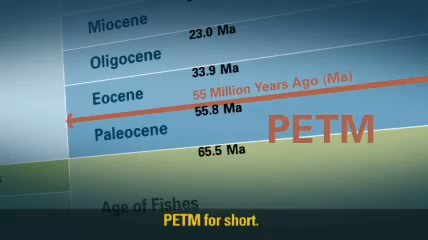 Miocene
23.0 Ma
Oligocene
33.9 Ma
Eocene
55 Million Years Ago (Ma)
55.8 Ma
Paleocene
PETM
65.5 Ma
Age of Fishes
PETM for short.